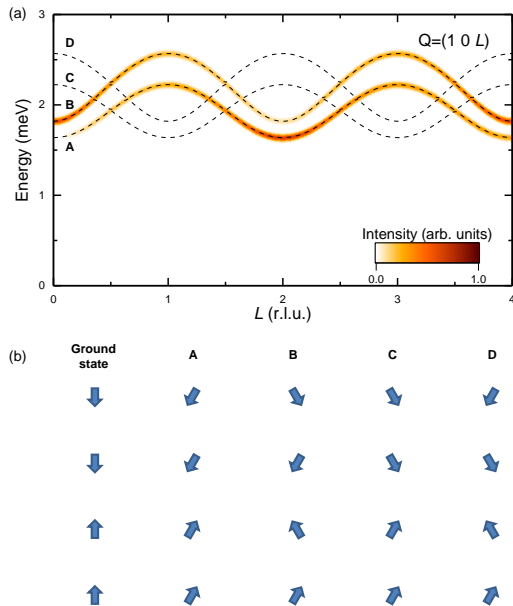 (a)
3
2
1
0
Energy (meV)
D
C
B
A
Q=(1 0 L)
Intensity (arb. units)
0.0 1.0
0 1 2 3 4
L (r.l.u.)
(b)
Ground
state
A B C D